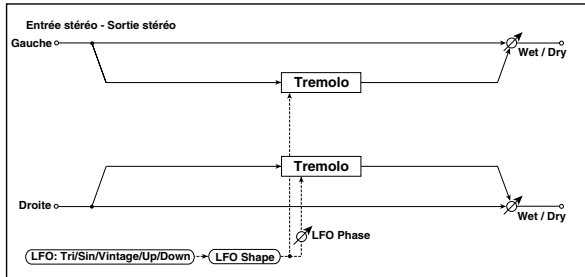 Entrée stéréo - Sortie stéréo
Gauche
Wet / Dry
Tremolo
Tremolo
Droite
Wet / Dry
LFO Phase
LFO: Tri/Sin/Vintage/Up/Down
LFO Shape